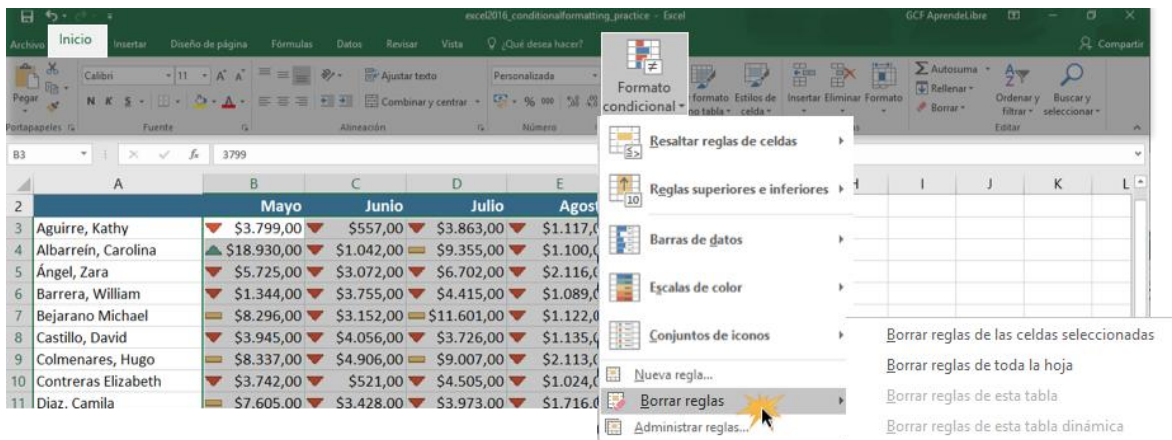 excel2016_conditionalformatting_practice - Excel
GCF AprendeLibre
Archivo Inicio Insertar Diseño de página Fórmulas Datos Revisar Vista ¿Qué desea hacer? Compartir
Pegar
Calibri 11
Ajustar texto
Personalizada
Autosuma
N K S
Combinar y centrar
% 000
Formato condicional
formato
Estilos de celda
Insertar Eliminar Formato
Rellenar
Borrar
Ordenar y filtrar
Buscar y seleccionar
Portapapeles Fuente Alineación Número Editar
B3 fx 3799
A B C D E I J K L
2 Mayo Junio Julio Agost
3 Aguirre, Kathy $3.799,00 $557,00 $3.863,00 $1.117,0
4 Albarreín, Carolina $18.930,00 $1.042,00 $9.355,00 $1.100,0
5 Ángel, Zara $5.725,00 $3.072,00 $6.702,00 $2.116,0
6 Barrera, William $1.344,00 $3.755,00 $4.415,00 $1.089,0
7 Bejarano Michael $8.296,00 $3.152,00 $11.601,00 $1.122,0
8 Castillo, David $3.945,00 $4.056,00 $3.726,00 $1.135,0
9 Colmenares, Hugo $8.337,00 $4.906,00 $9.007,00 $2.113,0
10 Contreras Elizabeth $3.742,00 $521,00 $4.505,00 $1.024,0
11 Diaz, Camila $7.605,00 $3.428,00 $3.973,00 $1.716,0
Resaltar reglas de celdas
Reglas superiores e inferiores
Barras de datos
Escalas de color
Conjuntos de iconos
Nueva regla...
Borrar reglas
Administrar reglas...
Borrar reglas de las celdas seleccionadas
Borrar reglas de toda la hoja
Borrar reglas de esta tabla
Borrar reglas de esta tabla dinámica